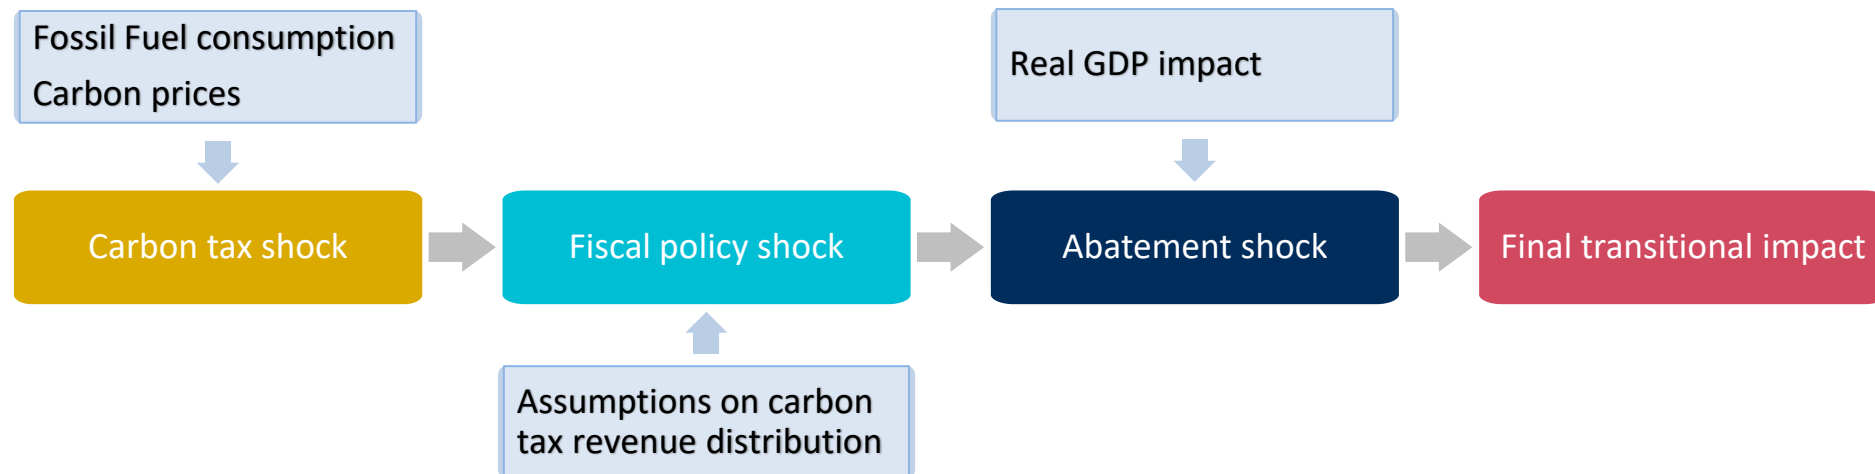 Fossil Fuel consumption
Carbon prices
Real GDP impact
Carbon tax shock
Fiscal policy shock
Abatement shock
Final transitional impact
Assumptions on carbon
tax revenue distribution